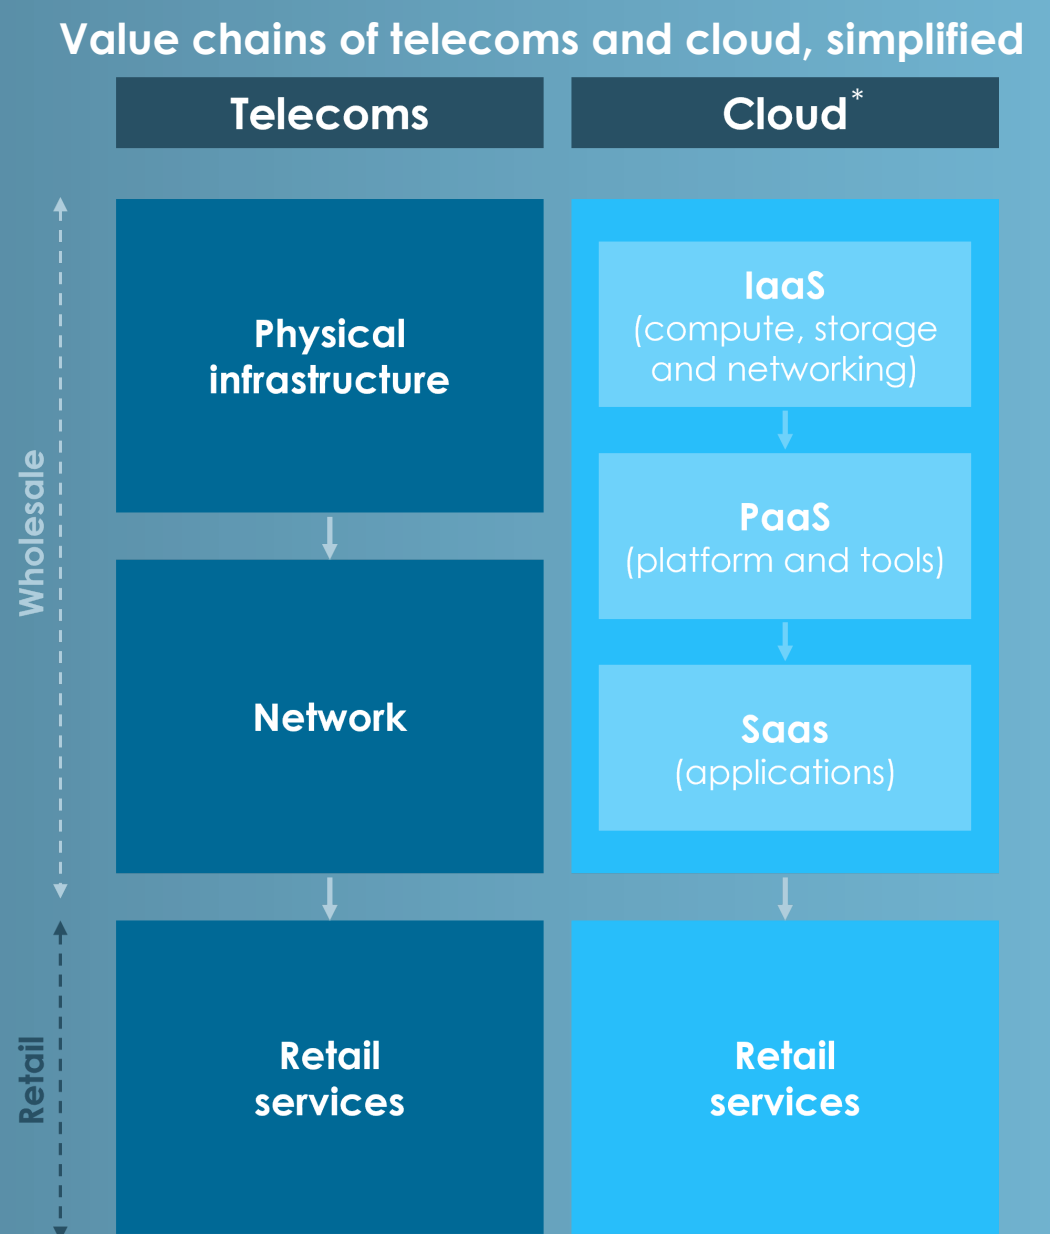 Value chains of telecoms and cloud, simplified
Telecoms
Cloud*
Wholesale
Physical
infrastructure
Network
IaaS
(compute, storage
and networking)
PaaS
(platform and tools)
Saas
(applications)
Retail
Retail
services
Retail
services